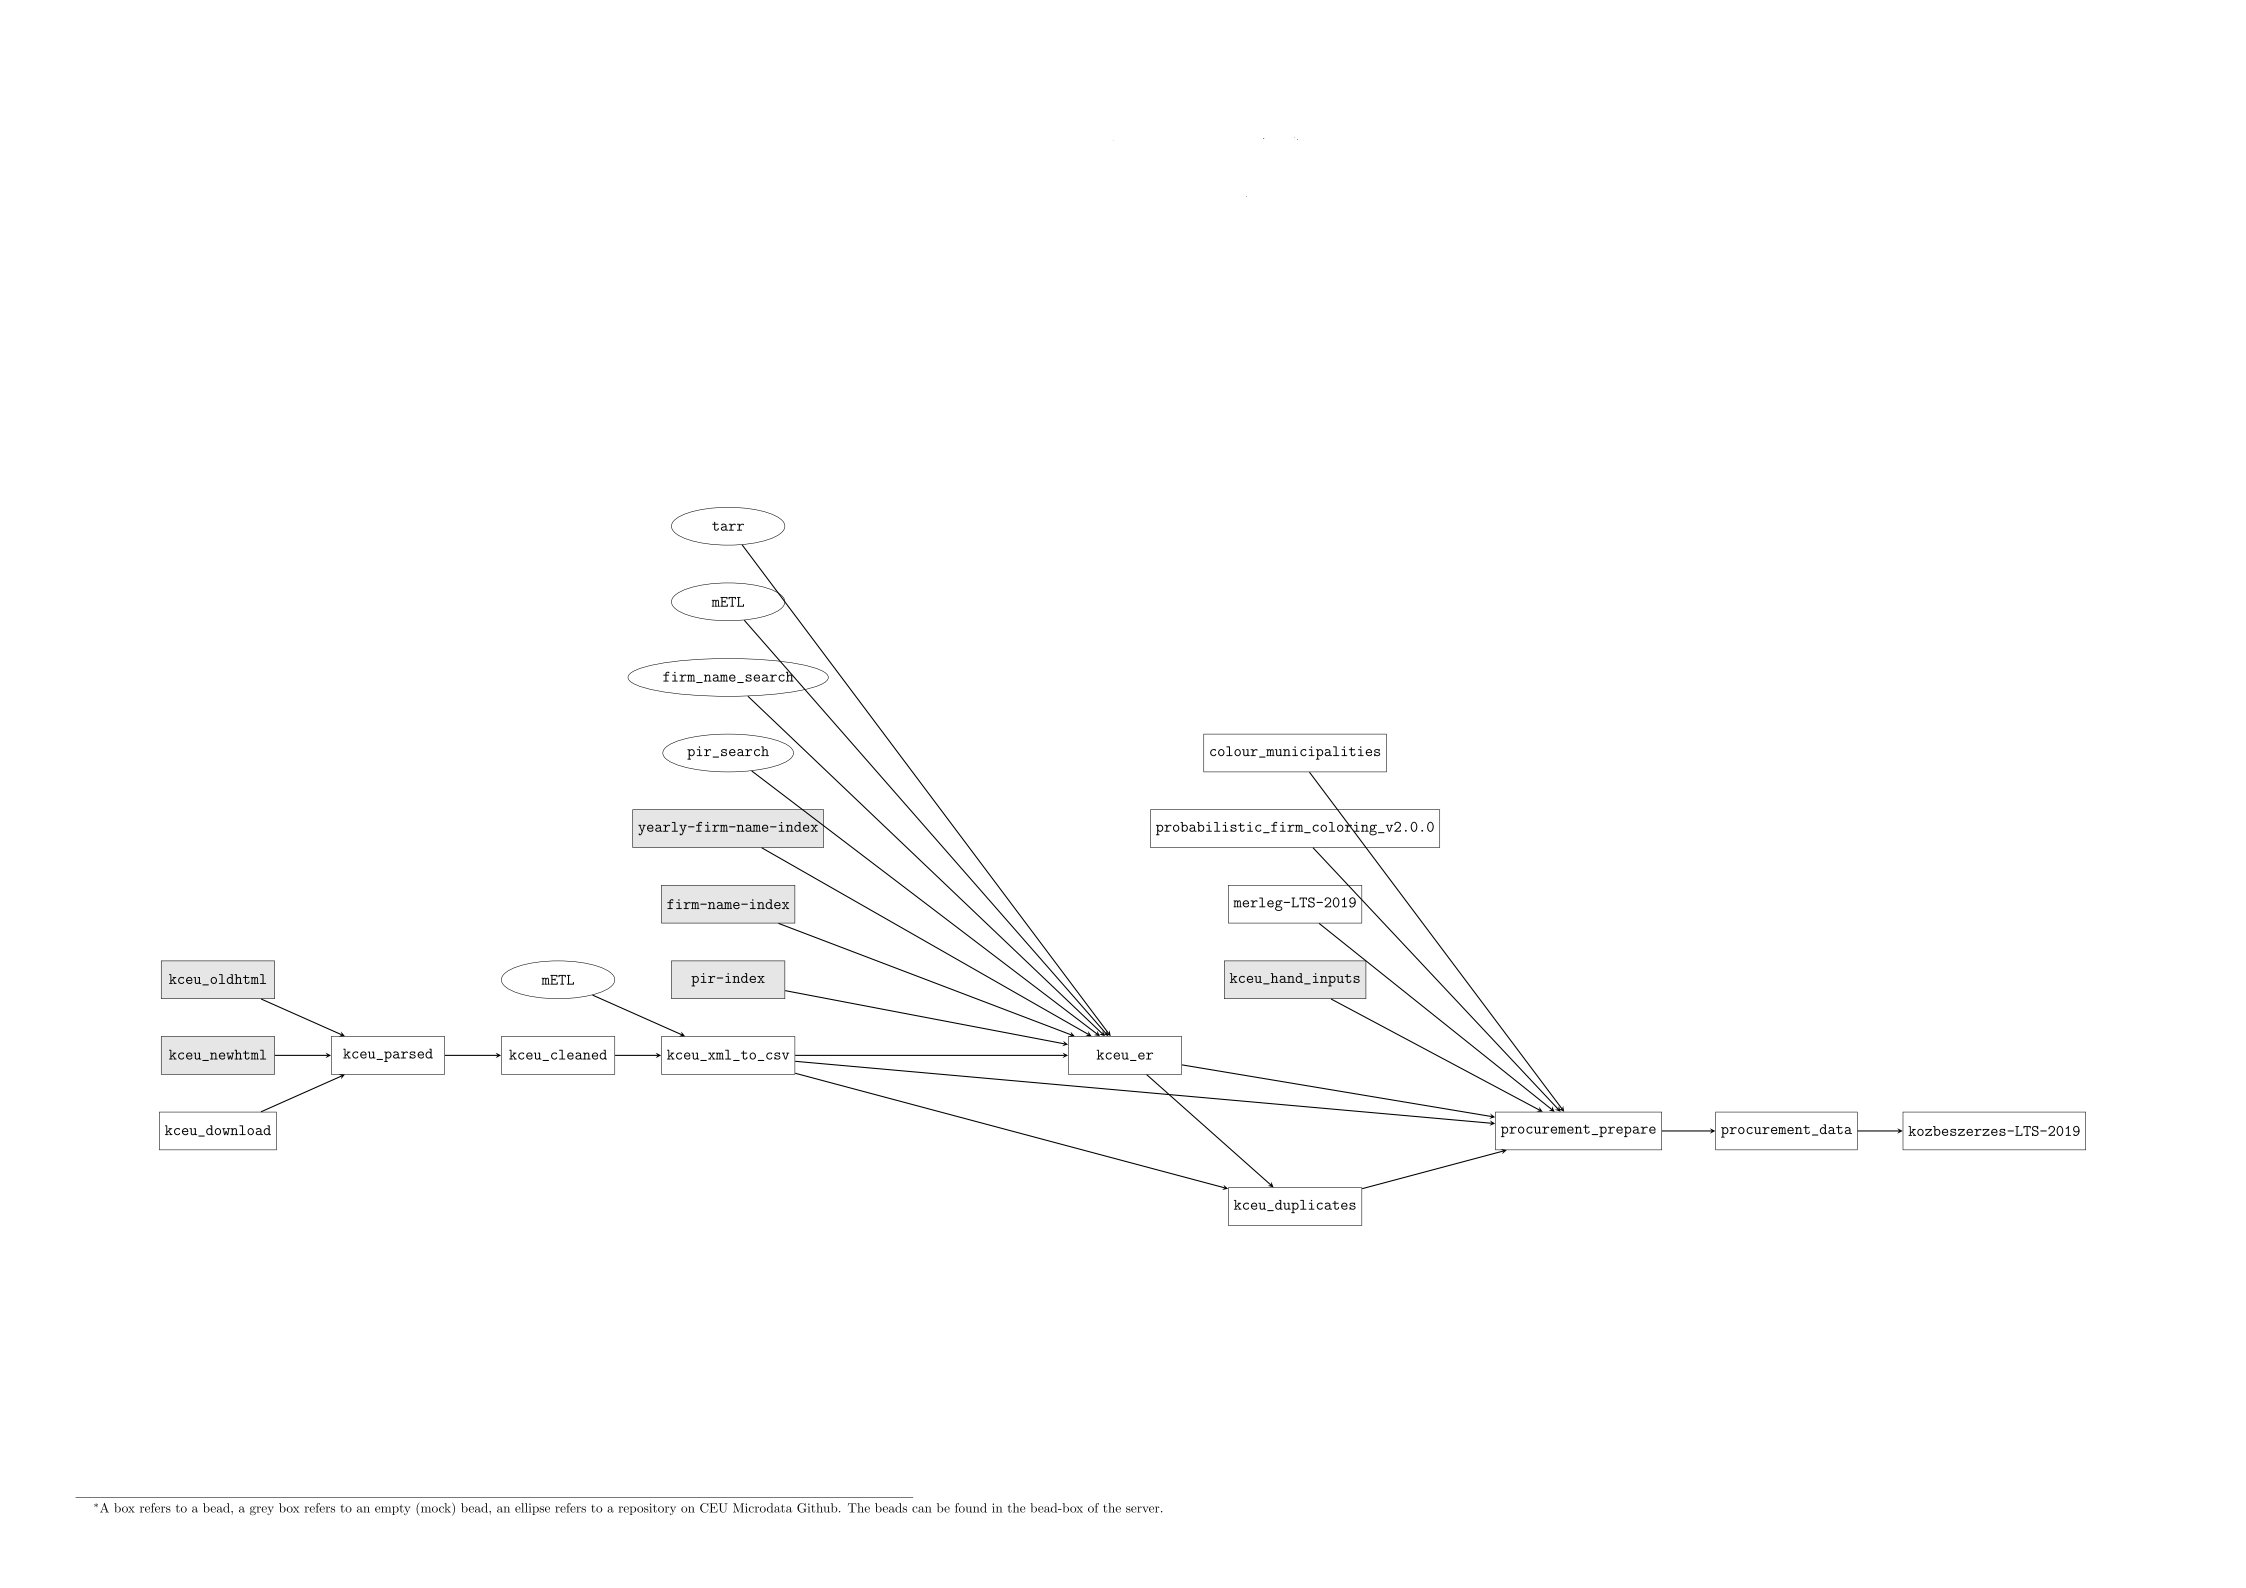 tarr
mETL
firm_name_search
pir_search
colour_municipalities
yearly-firm-name-index
probabilistic_firm_coloring_v2.0.0
firm-name-index
merleg-LTS-2019
kceu_oldhtml
mETL
pir-index
kceu_hand_inputs
kceu_newhtml
kceu_parsed
kceu_cleaned
kceu_xml_to_csv
kceu_er
kceu_download
procurement_prepare
procurement_data
kozbeszerzes-LTS-2019
kceu_duplicates
*A box refers to a bead, a grey box refers to an empty (mock) bead, an ellipse refers to a repository on CEU Microdata Github. The beads can be found in the bead-box of the server.